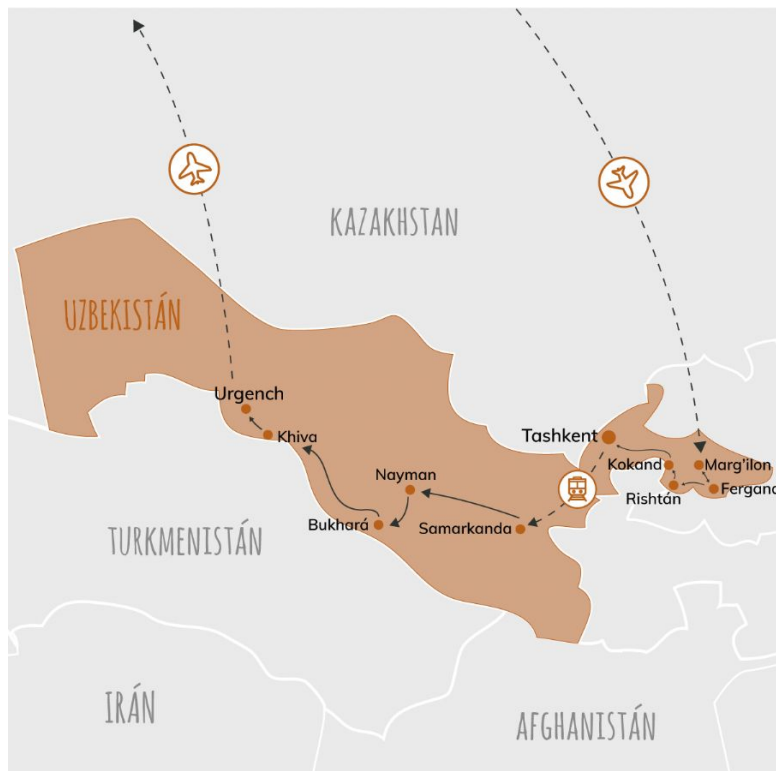 KAZAKHSTAN
UZBEKISTÁN
Urgench
Khiva
Tashkent
Kokand
Marg'ilon
Nayman
Rishtán
Fergana
Bukhará
Samarkanda
TURKMENISTÁN
IRÁN
AFGHANISTÁN